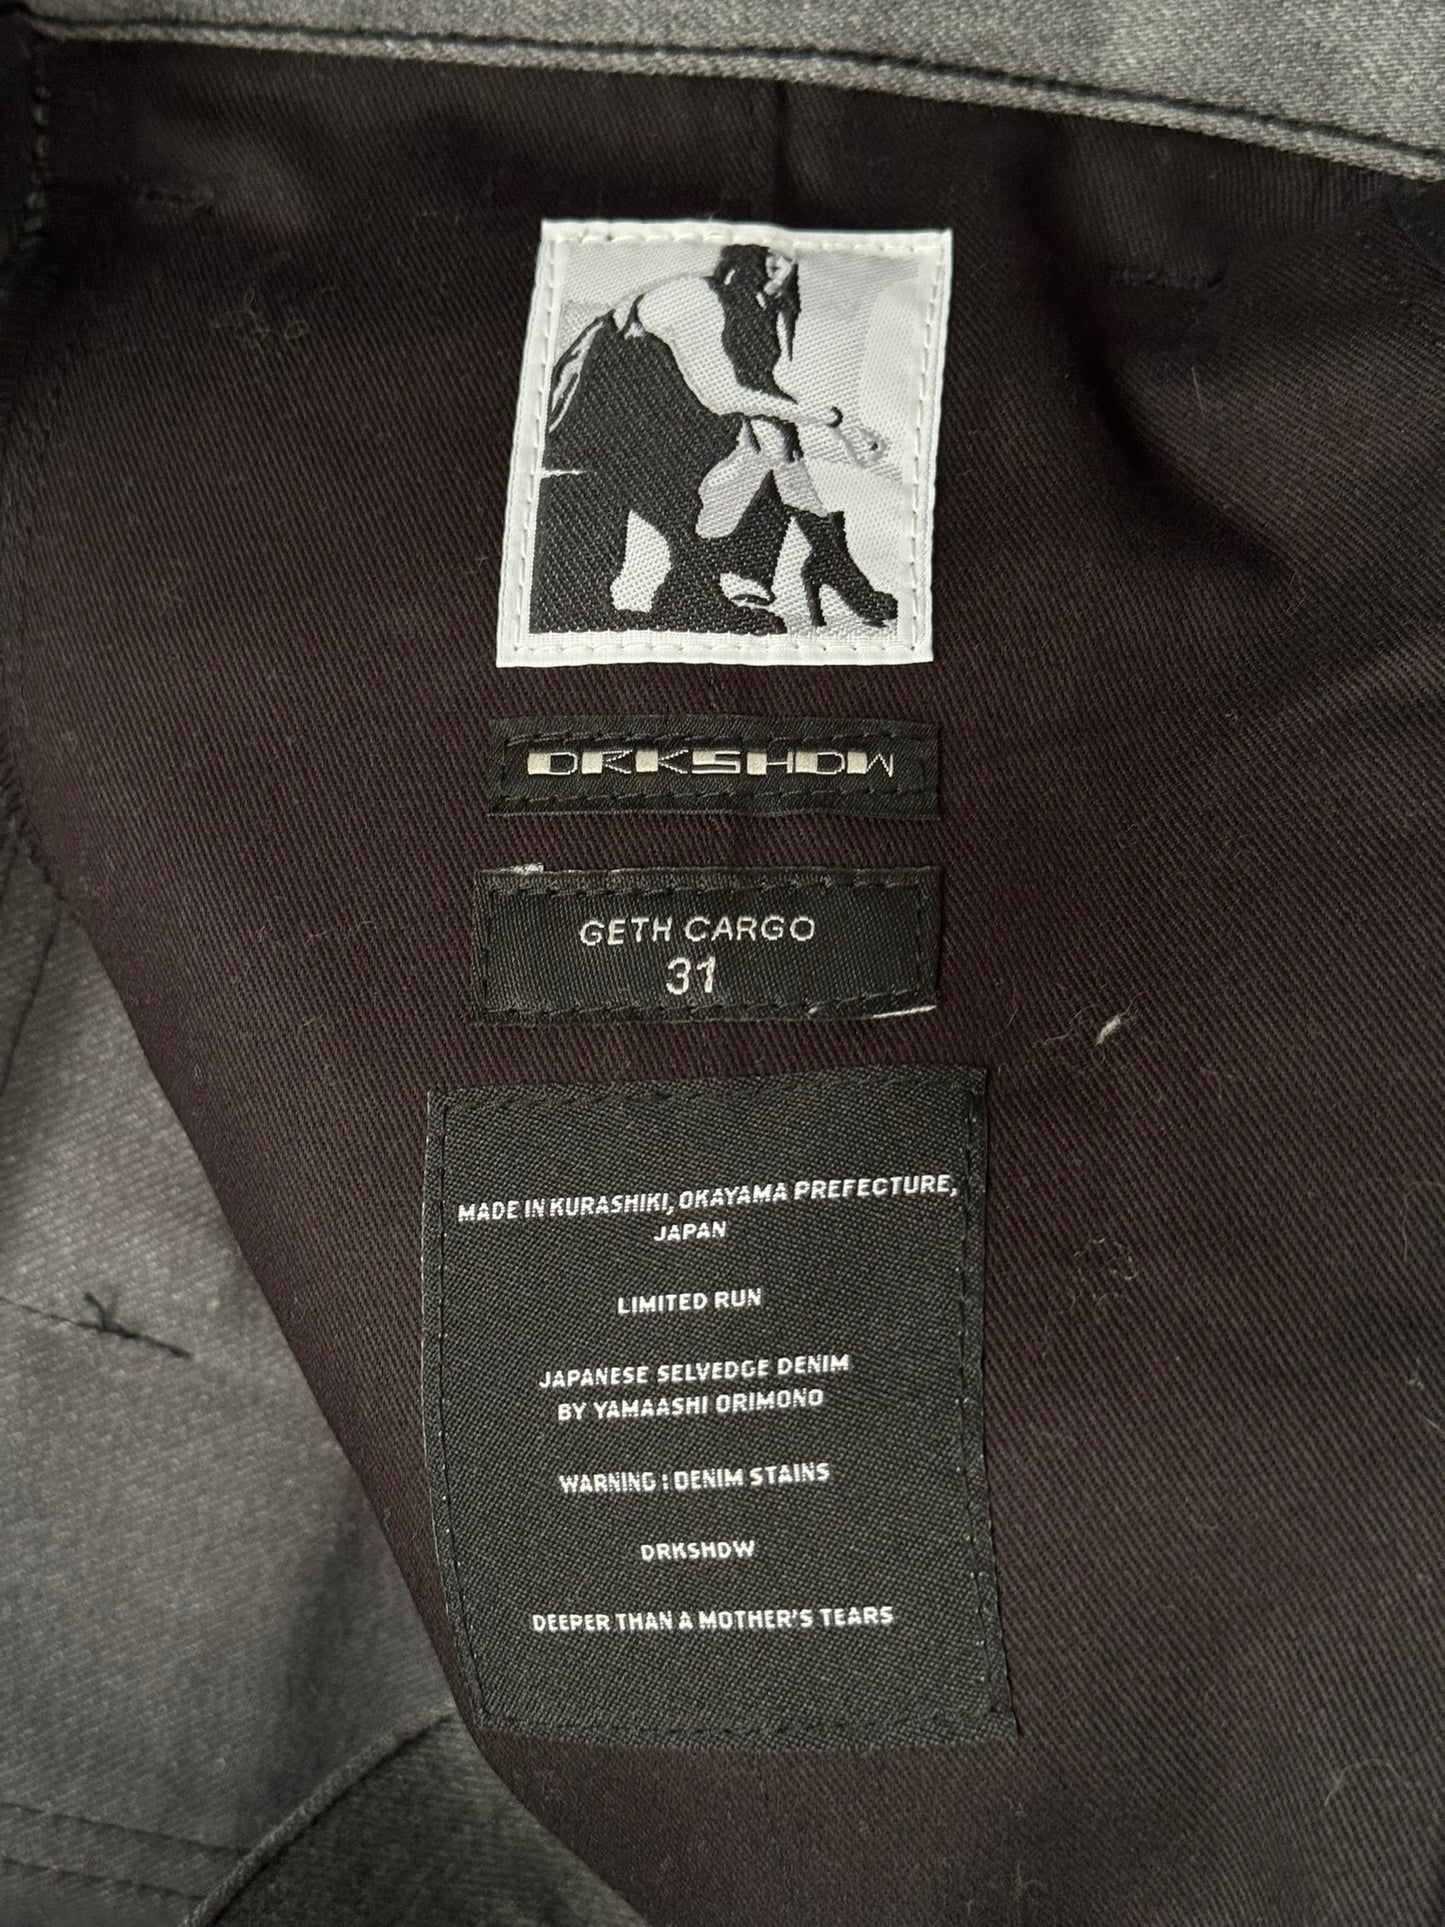 DRKSHDW
GETH CARGO
31
MADE IN KURASHIKI, OKAYAMA PREFECTURE,
JAPAN
LIMITED RUN
JAPANESE SELVEDGE DENIM
BY YAMAASHI ORIMONO
WARNING : DENIM STAINS
DRKSHDW
DEEPER THAN A MOTHER'S TEARS